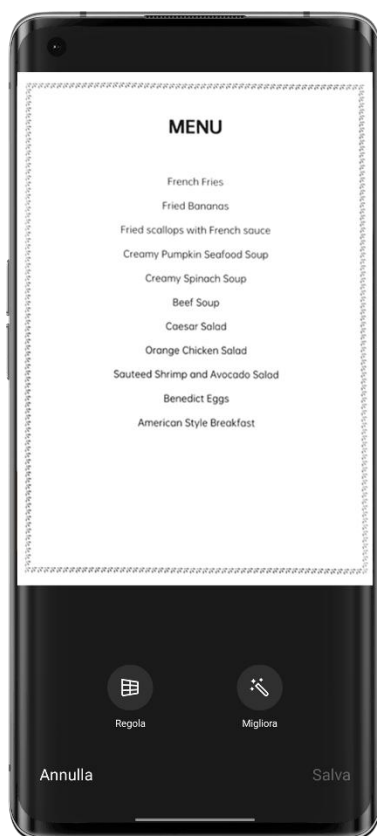 MENU
French Fries
Fried Bananas
Fried scallops with French sauce
Creamy Pumpkin Seafood Soup
Creamy Spinach Soup
Beef Soup
Caesar Salad
Orange Chicken Salad
Sauteed Shrimp and Avocado Salad
Benedict Eggs
American Style Breakfast
Regola
Migliora
Annulla
Salva